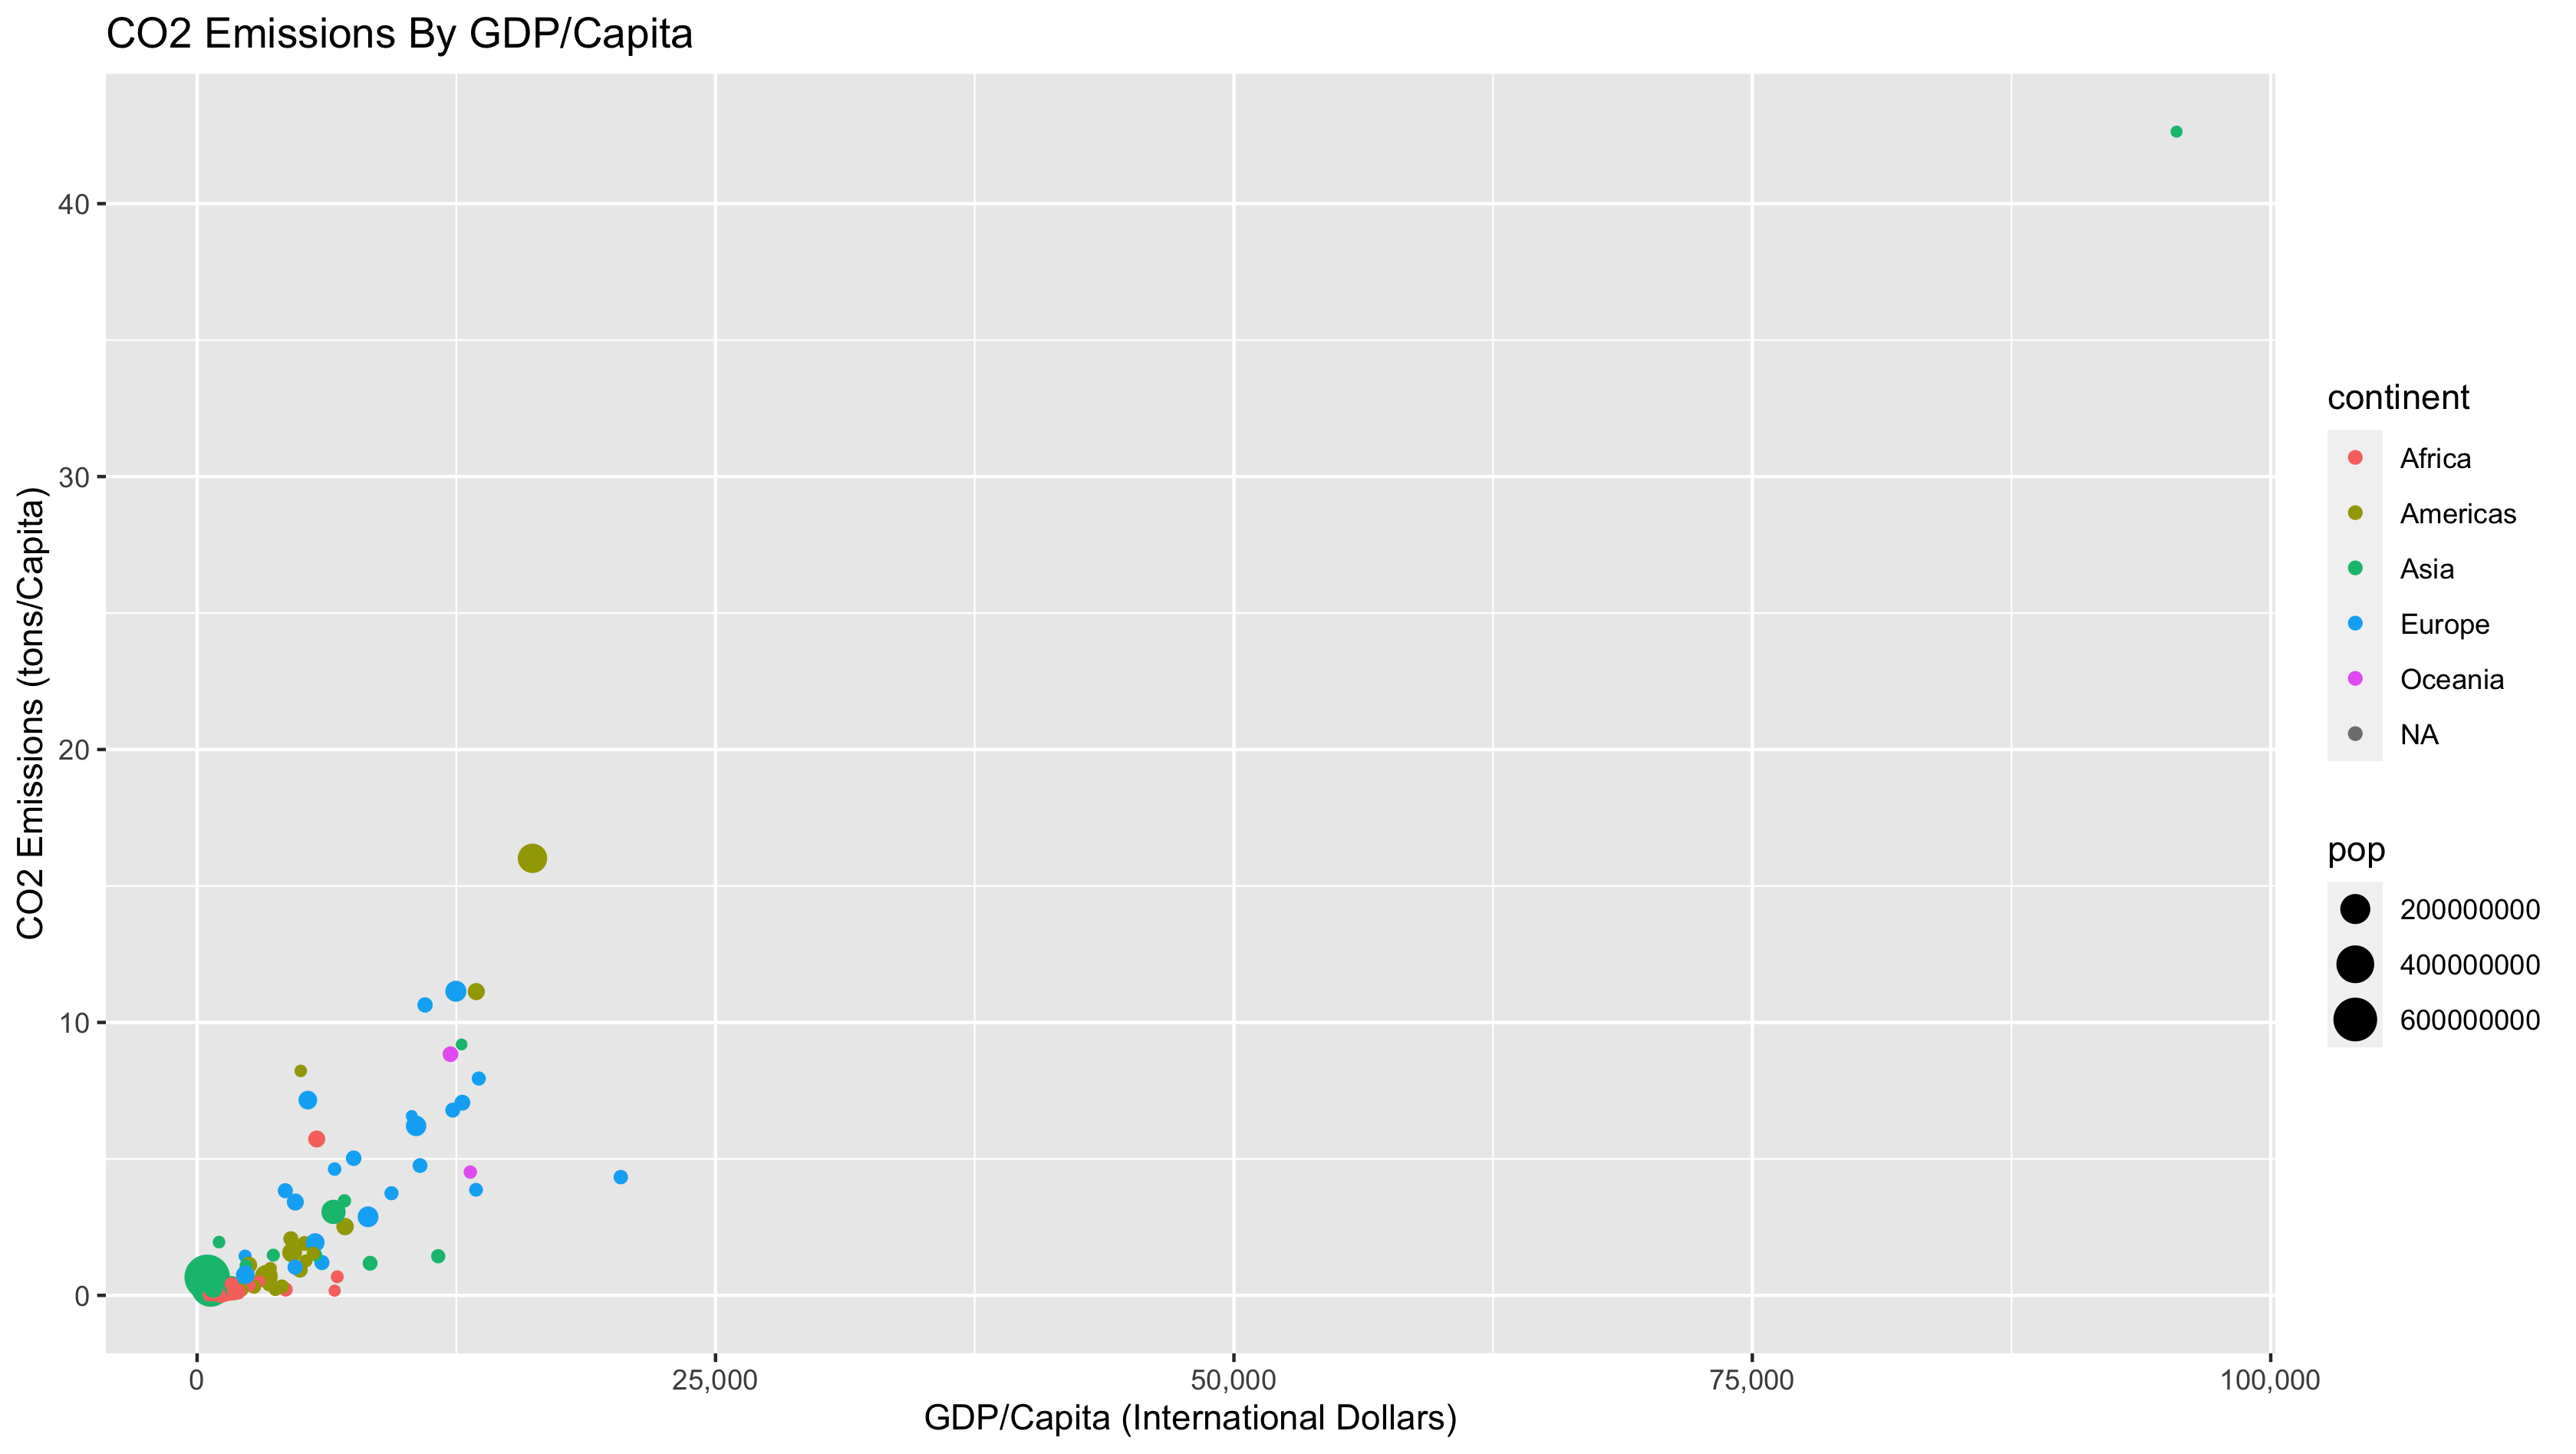 CO2 Emissions By GDP/Capita
CO2 Emissions (tons/Capita)
40
30
20
10
0
0
25,000
50,000
75,000
100,000
GDP/Capita (International Dollars)
continent
Africa
Americas
Asia
Europe
Oceania
NA
pop
200000000
400000000
600000000